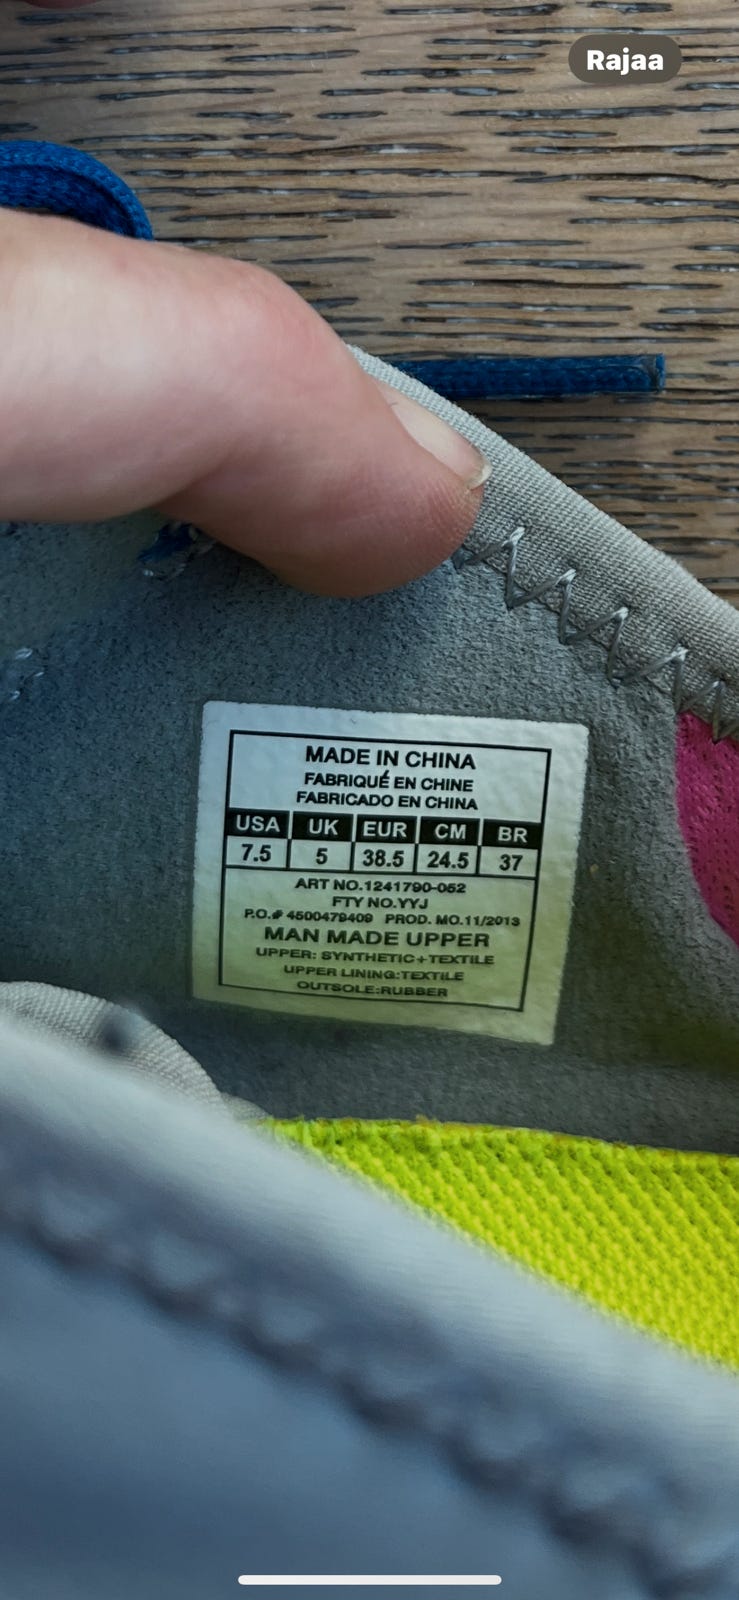 Rajaa
MADE IN CHINA
FABRIQUÉ EN CHINE
FABRICADO EN CHINA
USA UK EUR CM BR
7.5 5 38.5 24.5 37
ART NO.1241790-052
FTY NO.YYJ
P.O.# 4500479409 PROD. MO.11/2013
MAN MADE UPPER
UPPER: SYNTHETIC+TEXTILE
UPPER LINING:TEXTILE
OUTSOLE:RUBBER